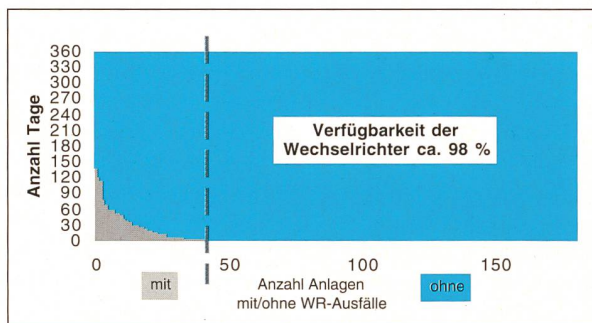 Anzahl Tage
360
330
300
270
240
210
180
150
120
90
60
30
0
Verfügbarkeit der
Wechselrichter ca. 98 %
0
50
100
150
mit
Anzahl Anlagen
mit/ohne WR-Ausfälle
ohne